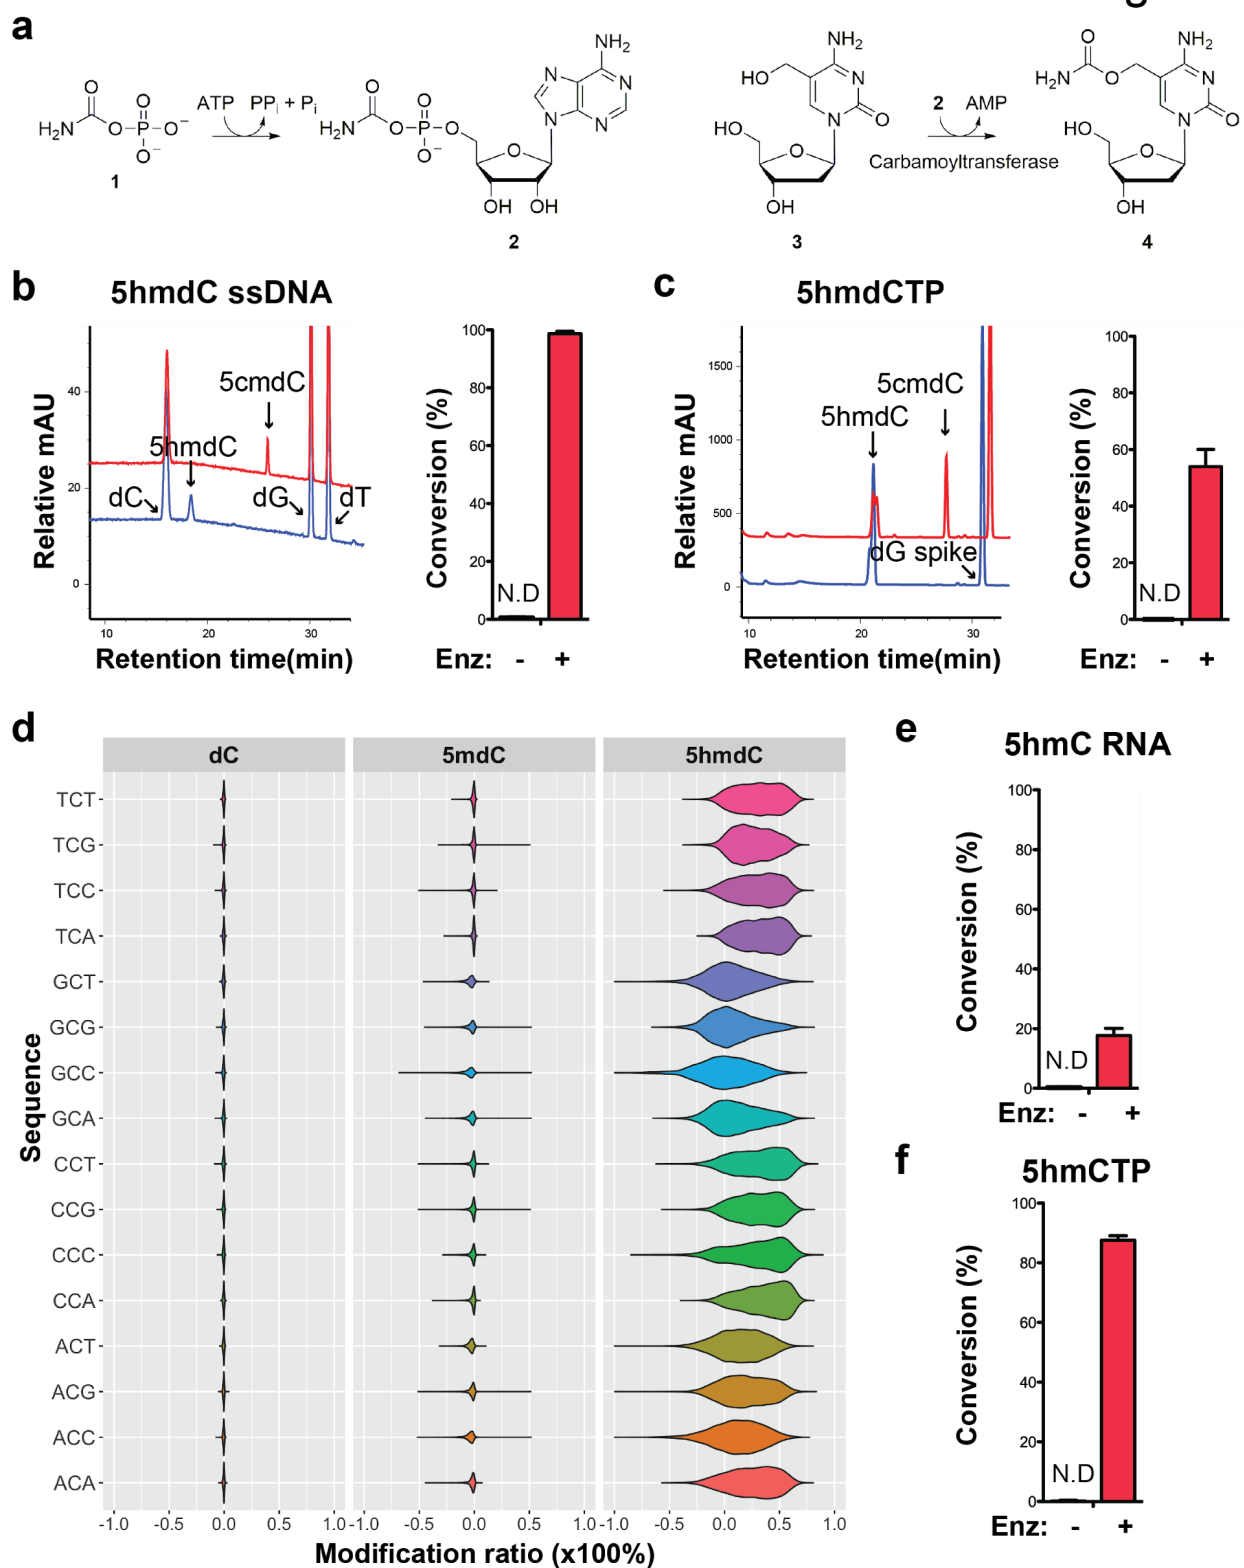 g
a
O
H2N
O
O
P
O-
O-
1
ATP
PPi + Pi
O
H2N
O
O
P
O
O-
NH2
N
N
N
N
O
OH OH
2
NH2
HO
N
N
O
HO
O
OH
3
2 AMP
Carbamoyltransferase
O
H2N
O
NH2
N
N
O
HO
O
OH
4
b
5hmdC ssDNA
Relative mAU
40
20
0
5cmdC
5hmdC
dC
dG
dT
10 20 30
Retention time(min)
Conversion (%)
100
80
60
40
20
0
N.D
Enz: - +
c
5hmdCTP
Relative mAU
1500
1000
500
0
5cmdC
5hmdC
dG spike
10 20 30
Retention time(min)
Conversion (%)
100
80
60
40
20
0
N.D
Enz: - +
d
dC 5mdC 5hmdC
Sequence
TCT
TCG
TCC
TCA
GCT
GCG
GCC
GCA
CCT
CCG
CCC
CCA
ACT
ACG
ACC
ACA
-1.0 -0.5 0.0 0.5 1.0 -1.0 -0.5 0.0 0.5 1.0 -1.0 -0.5 0.0 0.5 1.0
Modification ratio (x100%)
e
5hmC RNA
Conversion (%)
100
80
60
40
20
0
N.D
Enz: - +
f
5hmCTP
Conversion (%)
100
80
60
40
20
0
N.D
Enz: - +